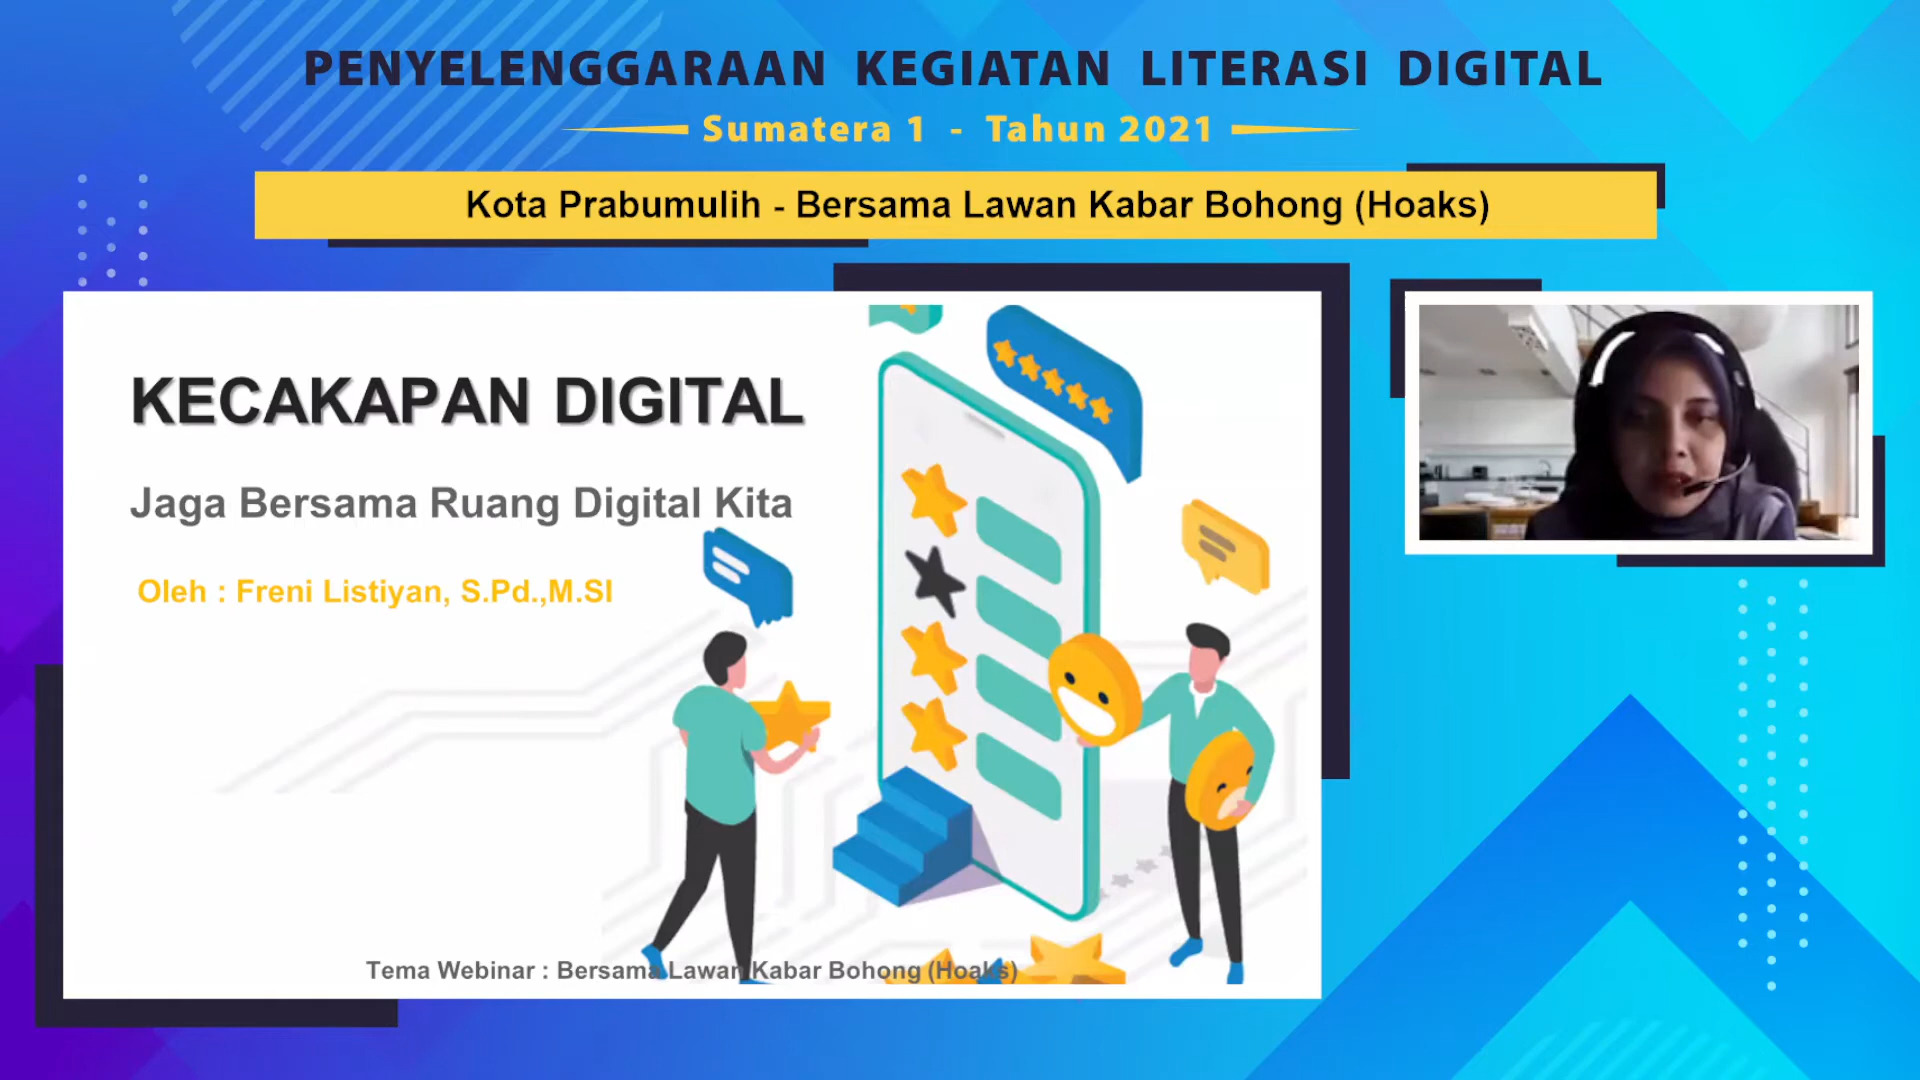 PENYELENGGARAAN KEGIATAN LITERASI DIGITAL
Sumatera 1 - Tahun 2021
Kota Prabumulih - Bersama Lawan Kabar Bohong (Hoaks)
KECAKAPAN DIGITAL
Jaga Bersama Ruang Digital Kita
Oleh : Freni Listiyan, S.Pd.,M.SI
Tema Webinar : Bersama Lawan Kabar Bohong (Hoaks)